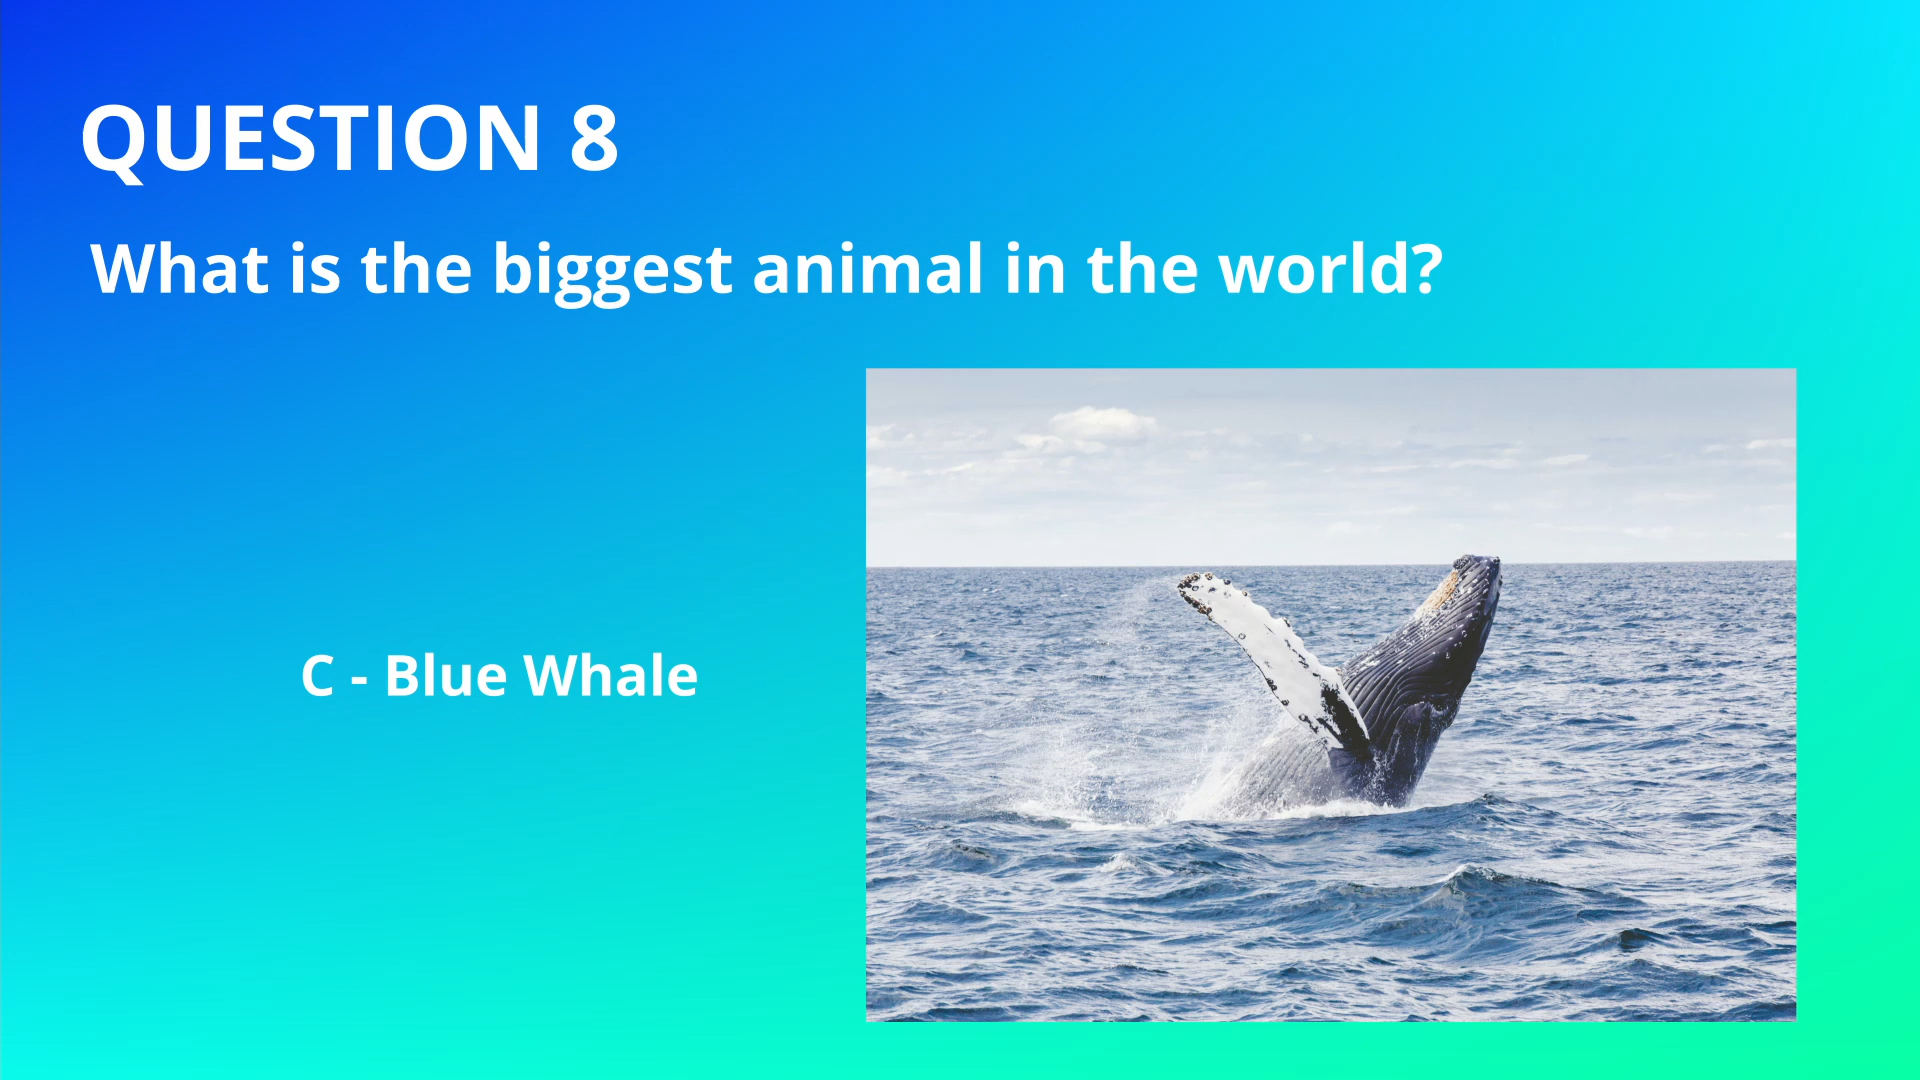 QUESTION 8
What is the biggest animal in the world?
C - Blue Whale